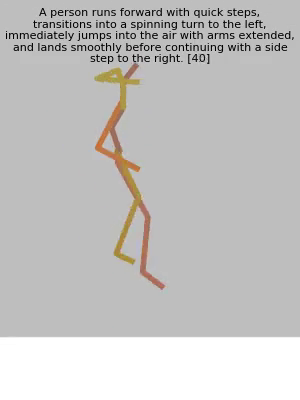 A person runs forward with quick steps,
transitions into a spinning turn to the left,
immediately jumps into the air with arms extended,
and lands smoothly before continuing with a side
step to the right. [40]